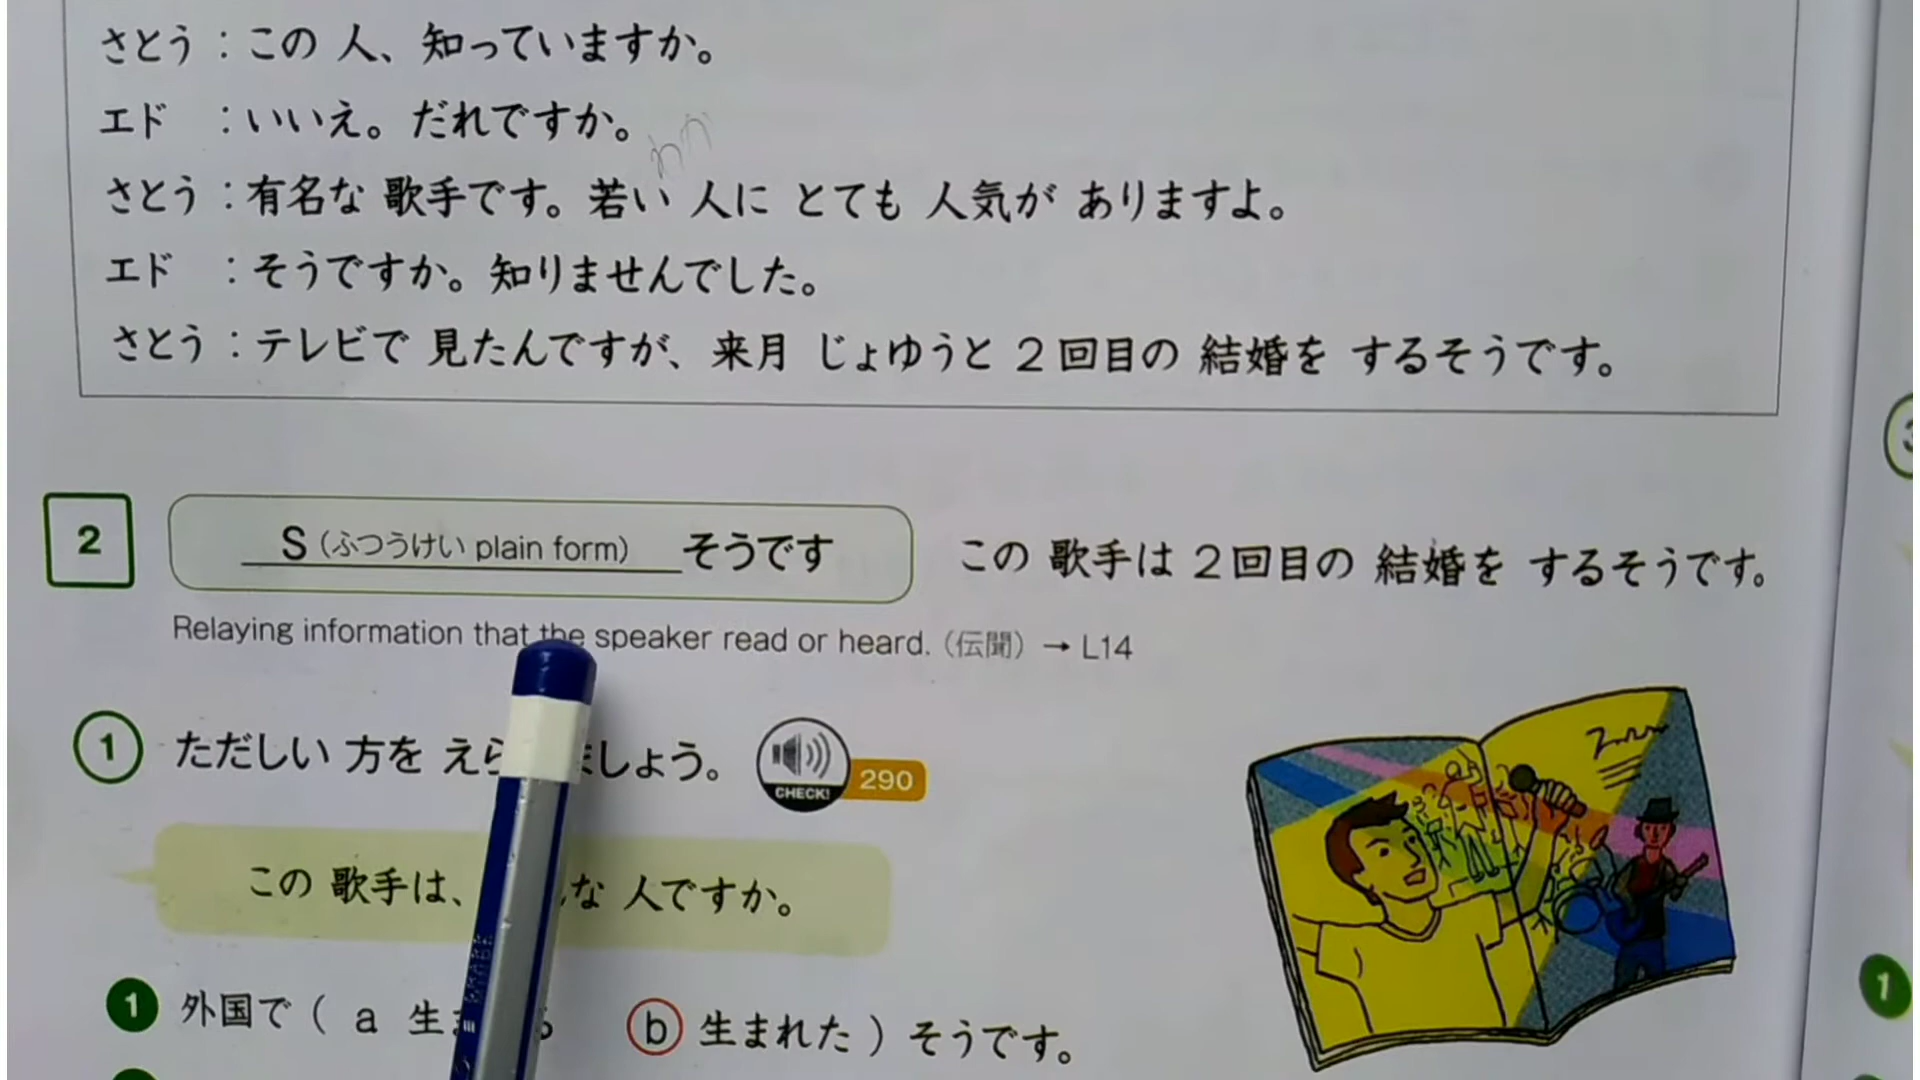 さとう：この 人、知っていますか。
エド　：いいえ。だれですか。
さとう：有名な 歌手です。若い 人に とても 人気が ありますよ。
エド　：そうですか。知りませんでした。
さとう：テレビで 見たんですが、来月 じょゆうと 2回目の 結婚を するそうです。
2 S（ふつうけい plain form） そうです この 歌手は 2回目の 結婚を するそうです。
Relaying information that the speaker read or heard.（伝聞）→ L14
1 ただしい 方を えら ましょう。 CHECK! 290
この 歌手は、 な 人ですか。
1 外国で（ a 生ま る b 生まれた ）そうです。
1